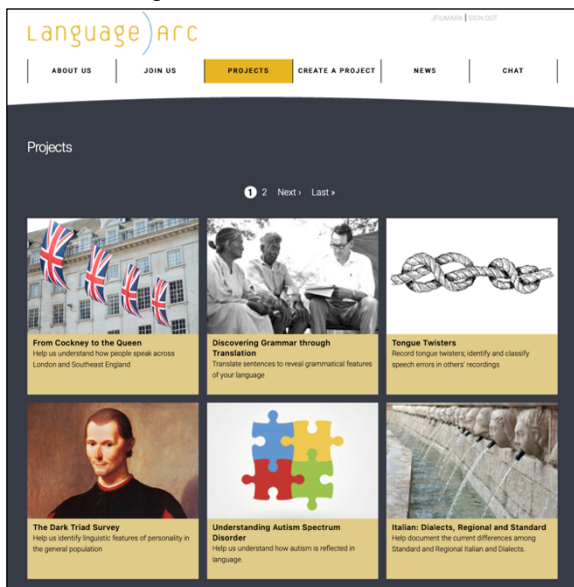 Language)Arc
JFIUMARA | SIGN OUT
ABOUT US
JOIN US
PROJECTS
CREATE A PROJECT
NEWS
CHAT
Projects
1 2 Next › Last »
From Cockney to the Queen
Help us understand how people speak across
London and Southeast England
Discovering Grammar through
Translation
Translate sentences to reveal grammatical features
of your language
Tongue Twisters
Record tongue twisters; identify and classify
speech errors in others' recordings
The Dark Triad Survey
Help us identify linguistic features of personality in
the general population
Understanding Autism Spectrum
Disorder
Help us understand how autism is reflected in
language.
Italian: Dialects, Regional and Standard
Help document the current differences among
Standard and Regional Italian and Dialects.